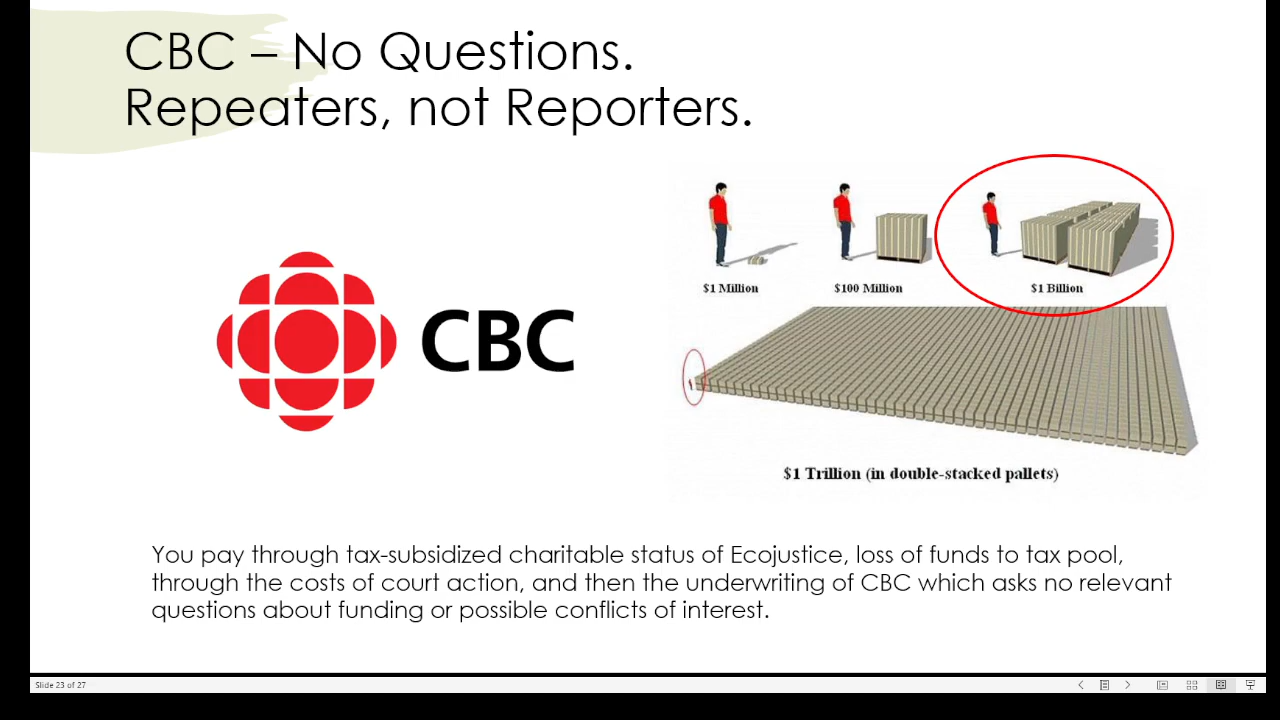 CBC – No Questions.
Repeaters, not Reporters.
CBC
$1 Million
$100 Million
$1 Billion
$1 Trillion (in double-stacked pallets)
You pay through tax-subsidized charitable status of Ecojustice, loss of funds to tax pool,
through the costs of court action, and then the underwriting of CBC which asks no relevant
questions about funding or possible conflicts of interest.
Slide 23 of 27